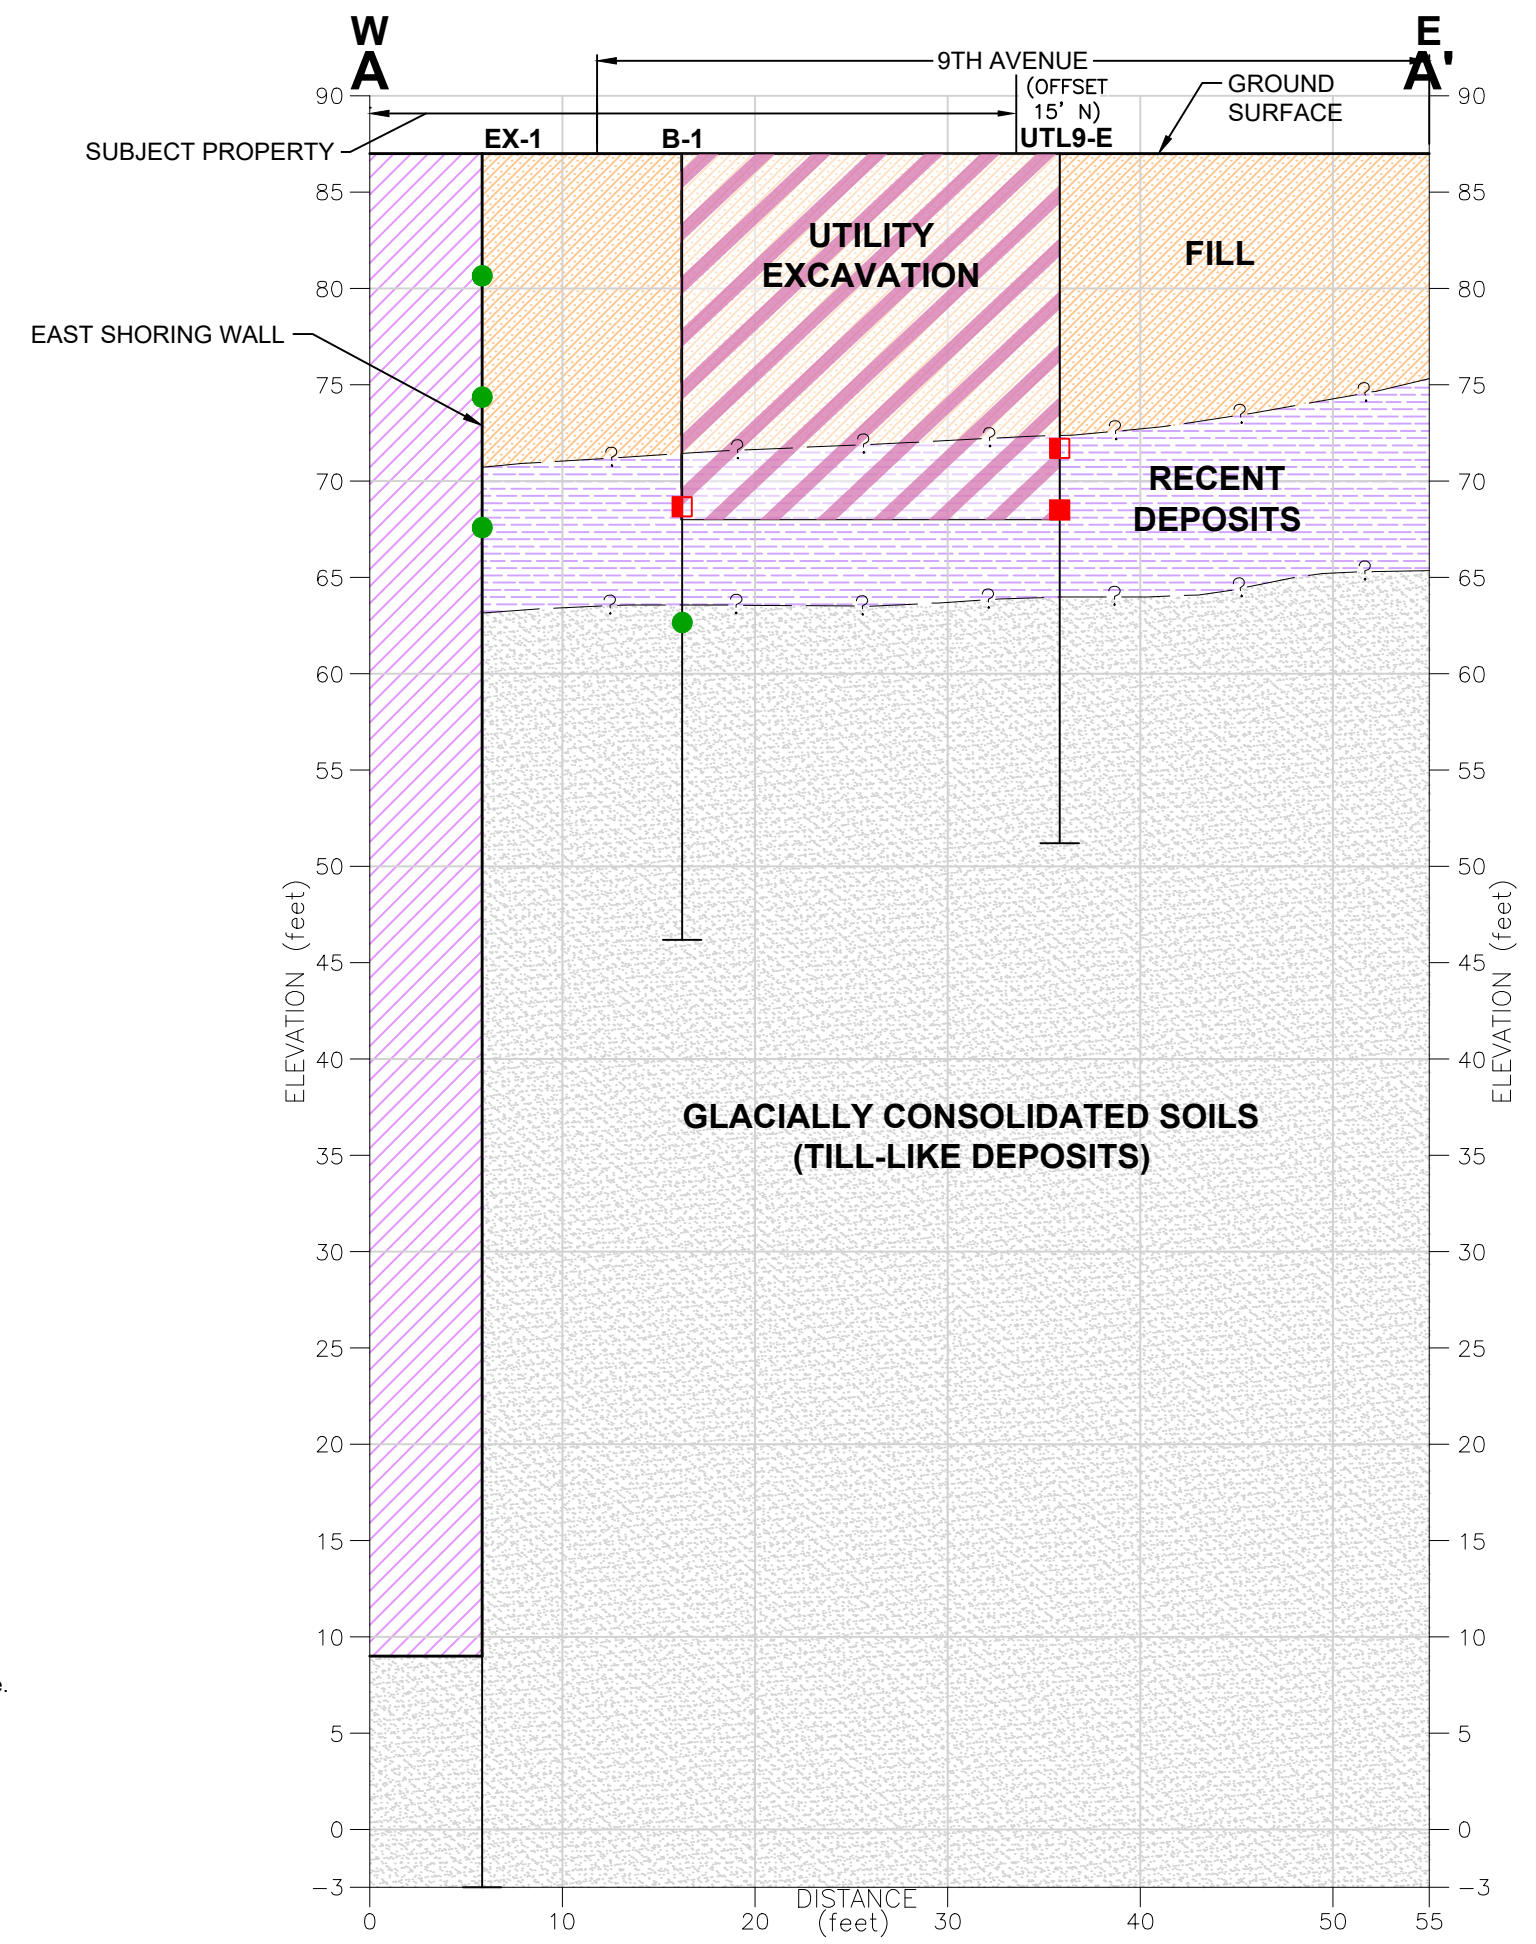 W
A
E
A'
9TH AVENUE
(OFFSET
15' N)
GROUND
SURFACE
SUBJECT PROPERTY
EX-1
B-1
UTL9-E
90
90
85
85
UTILITY
EXCAVATION
FILL
80
80
EAST SHORING WALL
75
75
?
?
?
?
?
?
?
70
70
RECENT
DEPOSITS
65
65
?
?
?
?
?
?
?
60
60
55
55
50
50
ELEVATION (feet)
ELEVATION (feet)
45
45
40
40
GLACIALLY CONSOLIDATED SOILS
(TILL-LIKE DEPOSITS)
35
35
30
30
25
25
20
20
15
15
10
10
e.
5
5
0
0
-3
-3
DISTANCE
(feet)
0
10
20
30
40
50
55